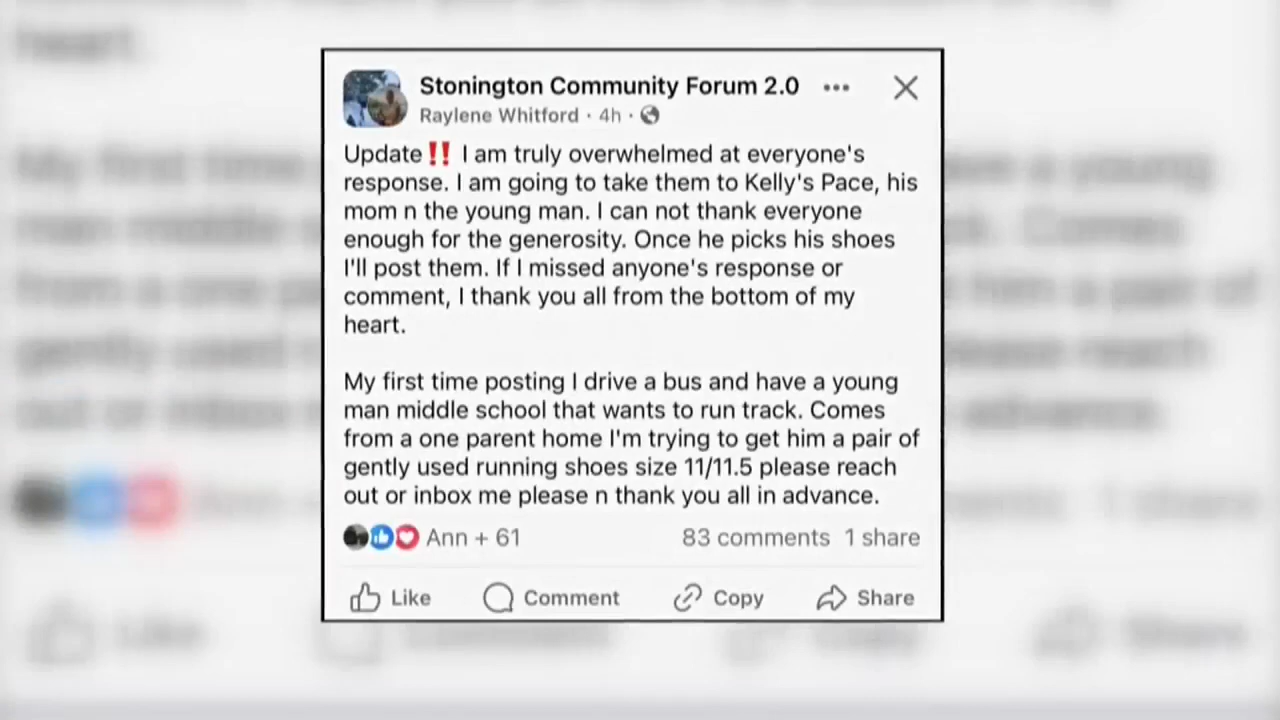 Stonington Community Forum 2.0
Raylene Whitford · 4h ·
Update‼️ I am truly overwhelmed at everyone's
response. I am going to take them to Kelly's Pace, his
mom n the young man. I can not thank everyone
enough for the generosity. Once he picks his shoes
I'll post them. If I missed anyone's response or
comment, I thank you all from the bottom of my
heart.
My first time posting I drive a bus and have a young
man middle school that wants to run track. Comes
from a one parent home I'm trying to get him a pair of
gently used running shoes size 11/11.5 please reach
out or inbox me please n thank you all in advance.
Ann + 61 83 comments 1 share
Like Comment Copy Share